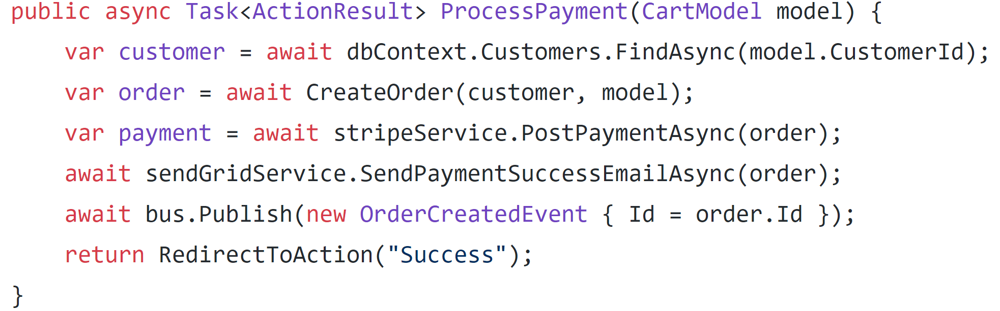 public async Task<ActionResult> ProcessPayment(CartModel model) {
    var customer = await dbContext.Customers.FindAsync(model.CustomerId);
    var order = await CreateOrder(customer, model);
    var payment = await stripeService.PostPaymentAsync(order);
    await sendGridService.SendPaymentSuccessEmailAsync(order);
    await bus.Publish(new OrderCreatedEvent { Id = order.Id });
    return RedirectToAction("Success");
}